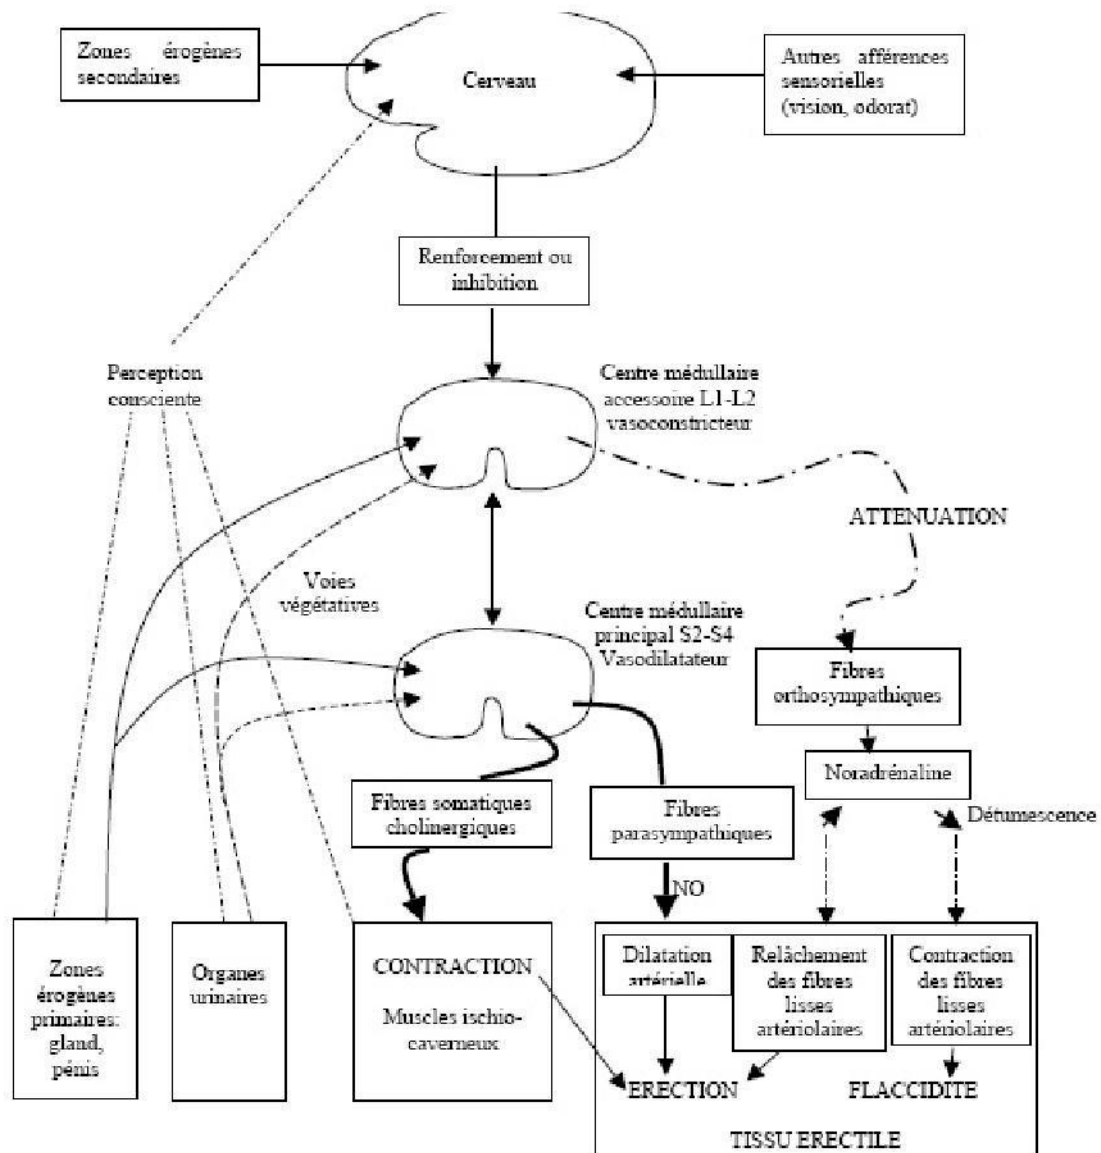 Zones érogènes
secondaires
Cerveau
Autres afférences
sensorielles
(vision, odorat)
Renforcement ou
inhibition
Perception
consciente
Centre médullaire
accessoire L1-L2
vasoconstricteur
ATTENUATION
Voies
végétatives
Centre médullaire
principal S2-S4
Vasodilatateur
Fibres
orthosympathiques
Noradrénaline
Détumescence
Fibres somatiques
cholinergiques
Fibres
parasympathiques
NO
Zones
érogènes
primaires:
gland,
pénis
Organes
urinaires
CONTRACTION
Muscles ischio-
caverneux
Dilatation
artérielle
Relâchement
des fibres
lisses
artériolaires
Contraction
des fibres
lisses
artériolaires
ERECTION
FLACCIDITE
TISSU ERECTILE